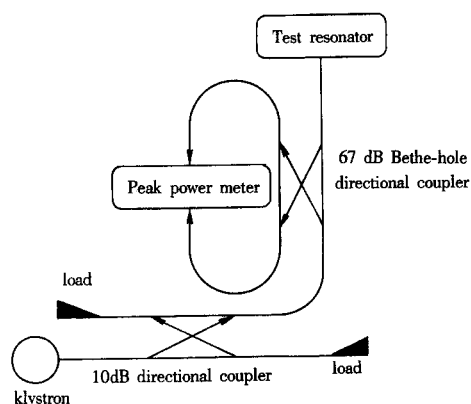 Test resonator
67 dB Bethe-hole
directional coupler
Peak power meter
load
10dB directional coupler
load
klystron